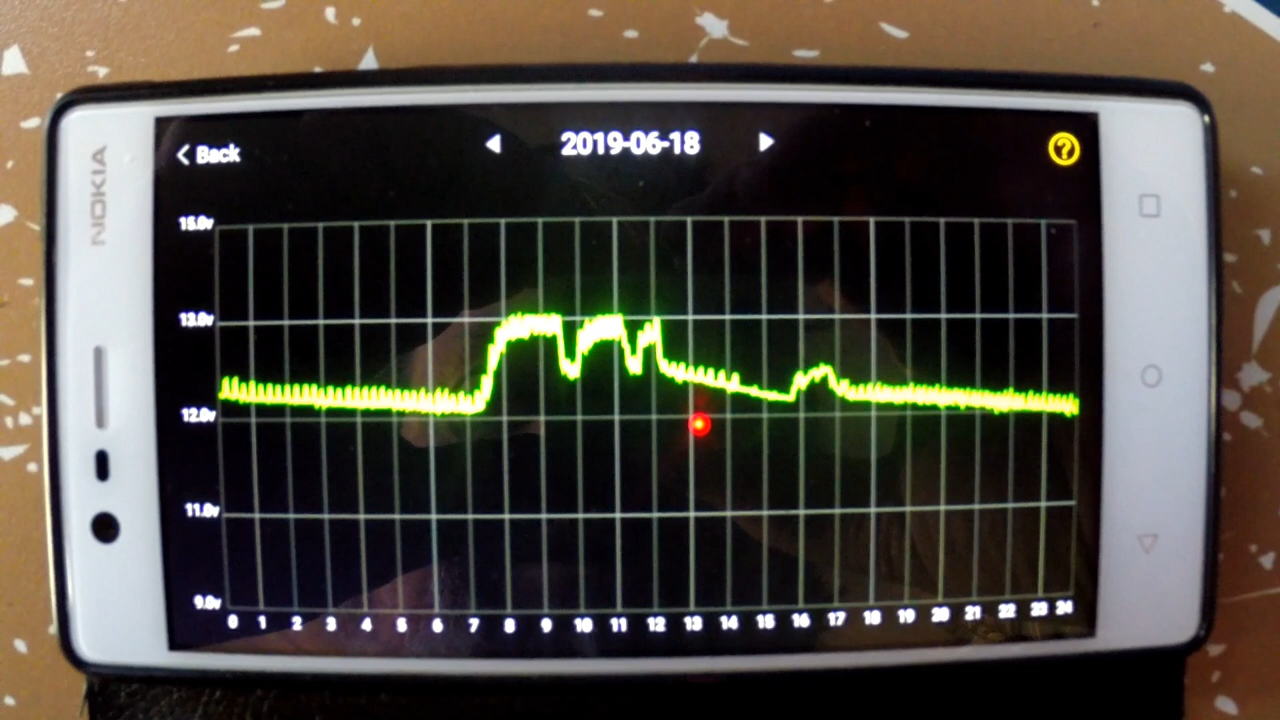 NOKIA
< Back
2019-06-18
?
15.0v
13.0v
12.0v
11.0v
9.0v
0 1 2 3 4 5 6 7 8 9 10 11 12 13 14 15 16 17 18 19 20 21 22 23 24